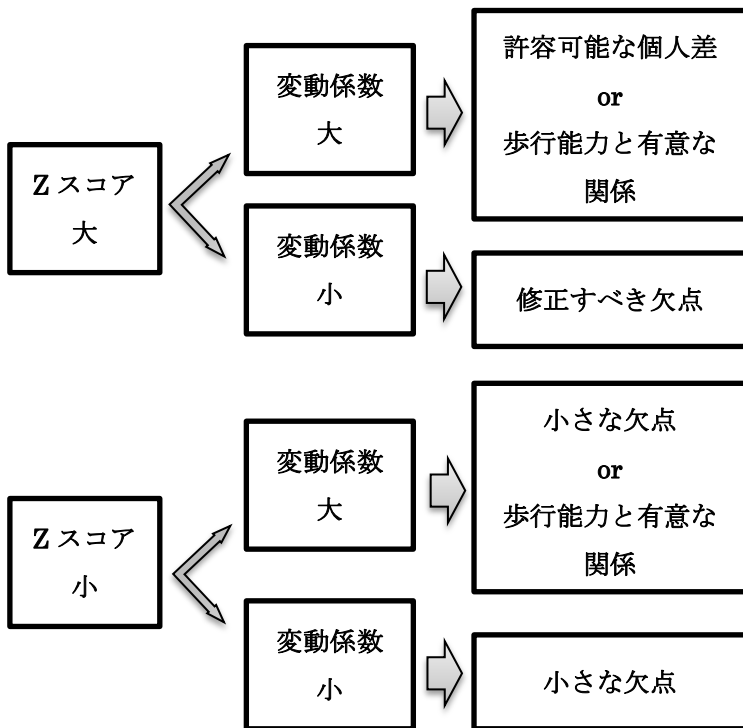 Z スコア
大
変動係数
大
許容可能な個人差
or
歩行能力と有意な
関係
変動係数
小
修正すべき欠点
Z スコア
小
変動係数
大
小さな欠点
or
歩行能力と有意な
関係
変動係数
小
小さな欠点